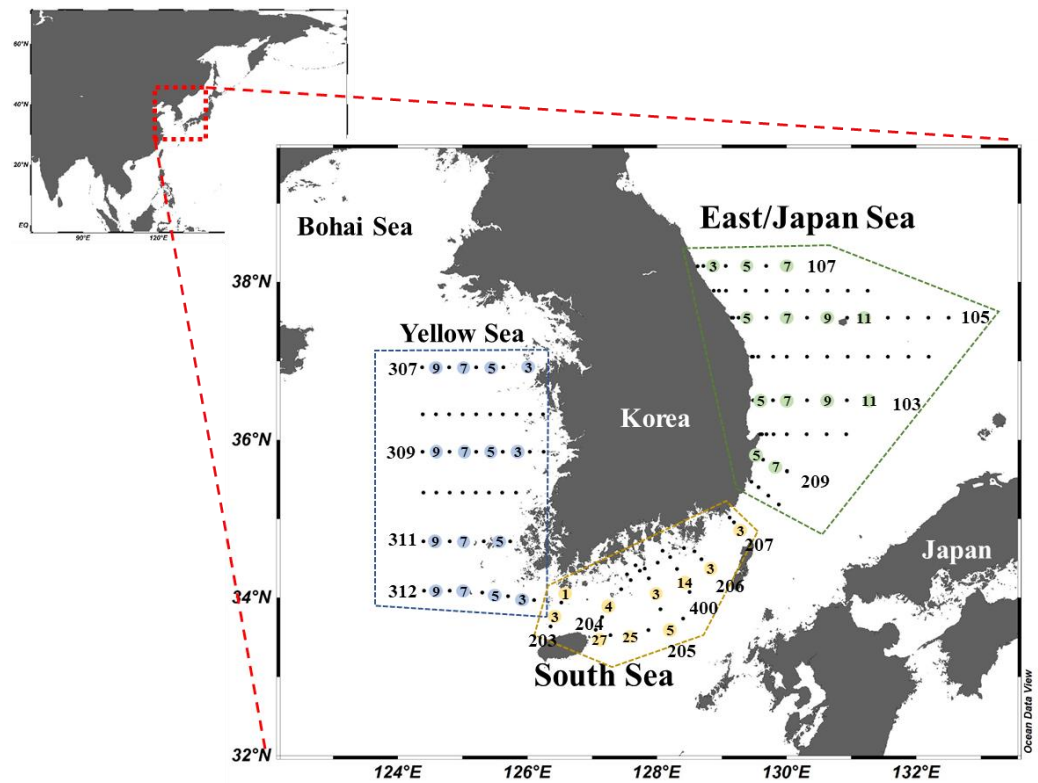 60°N
40°N
20°N
EQ
90°E
120°E
Bohai Sea
East/Japan Sea
38°N
3 5 7 107
5 7 9 11 105
Yellow Sea
307 9 7 5 3
Korea
5 7 9 11 103
36°N
309 9 7 5 3
5 7
209
311 9 7 5
3
207
Japan
3
206
14
34°N
312 9 7 5 3
1
3
4
400
3
204
203
27 25 5
205
South Sea
32°N
124°E 126°E 128°E 130°E 132°E
Ocean Data View